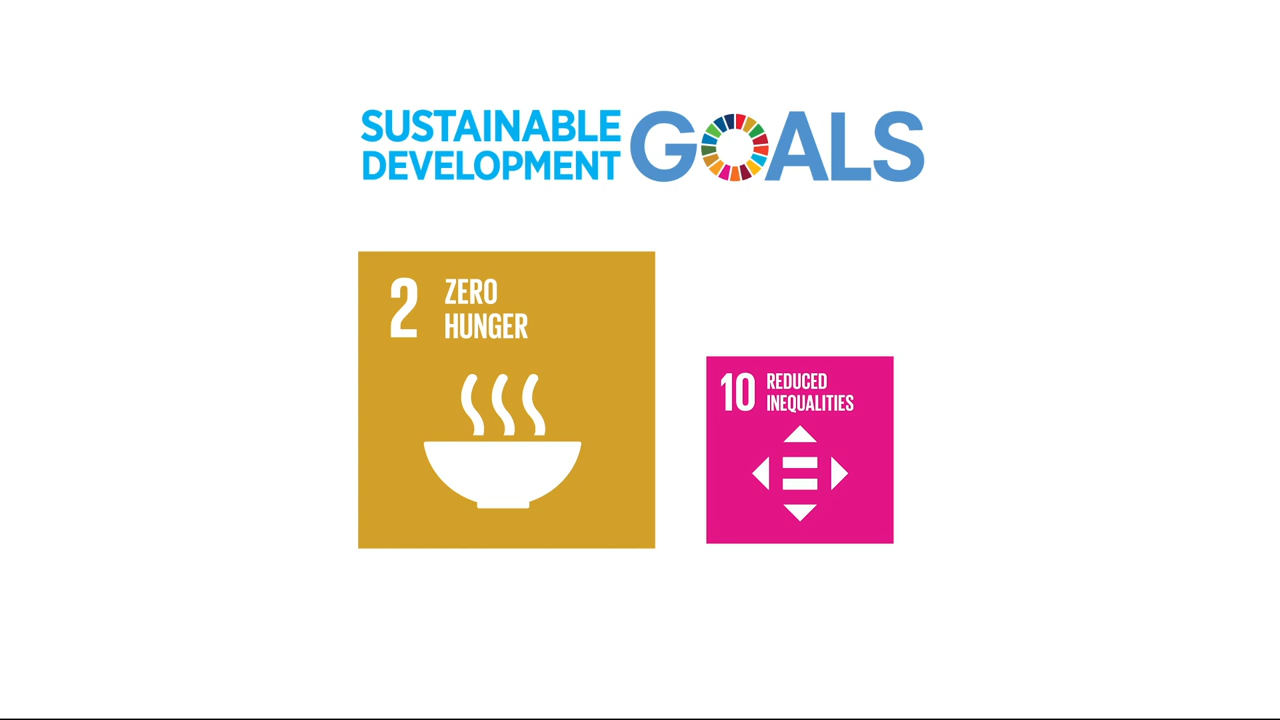 SUSTAINABLE
DEVELOPMENT
GOALS
2 ZERO
HUNGER
10 REDUCED
INEQUALITIES